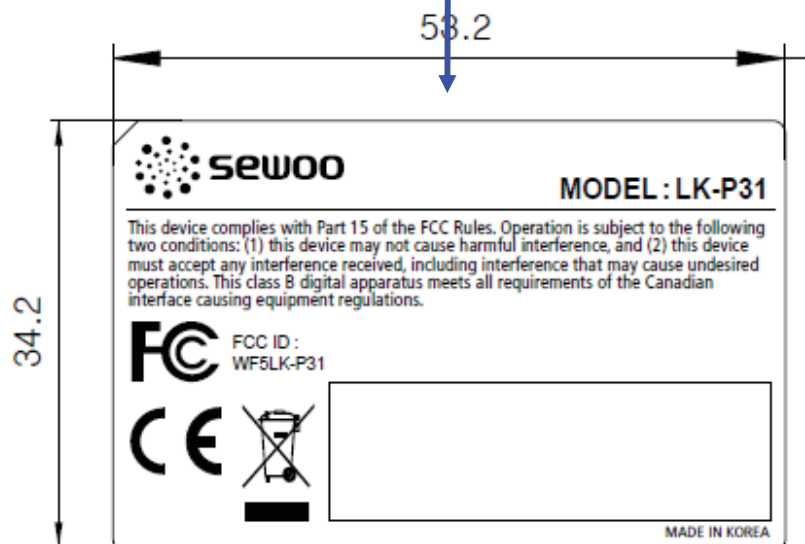 53.2
sewoo
MODEL : LK-P31
This device complies with Part 15 of the FCC Rules. Operation is subject to the following
two conditions: (1) this device may not cause harmful interference, and (2) this device
must accept any interference received, including interference that may cause undesired
operations. This class B digital apparatus meets all requirements of the Canadian
interface causing equipment regulations.
34.2
FC
FCC ID :
WF5LK-P31
CE
MADE IN KOREA